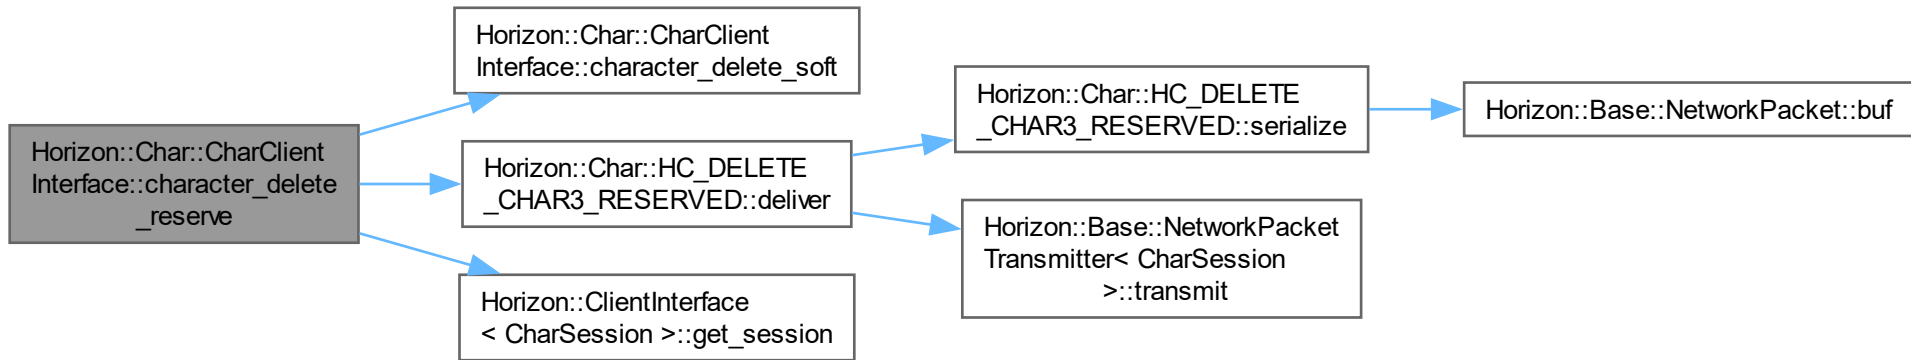 Horizon::Char::CharClient
Interface::character_delete
_reserve
Horizon::Char::CharClient
Interface::character_delete_soft
Horizon::Char::HC_DELETE
_CHAR3_RESERVED::deliver
Horizon::ClientInterface
< CharSession >::get_session
Horizon::Char::HC_DELETE
_CHAR3_RESERVED::serialize
Horizon::Base::NetworkPacket
Transmitter< CharSession
>::transmit
Horizon::Base::NetworkPacket::buf